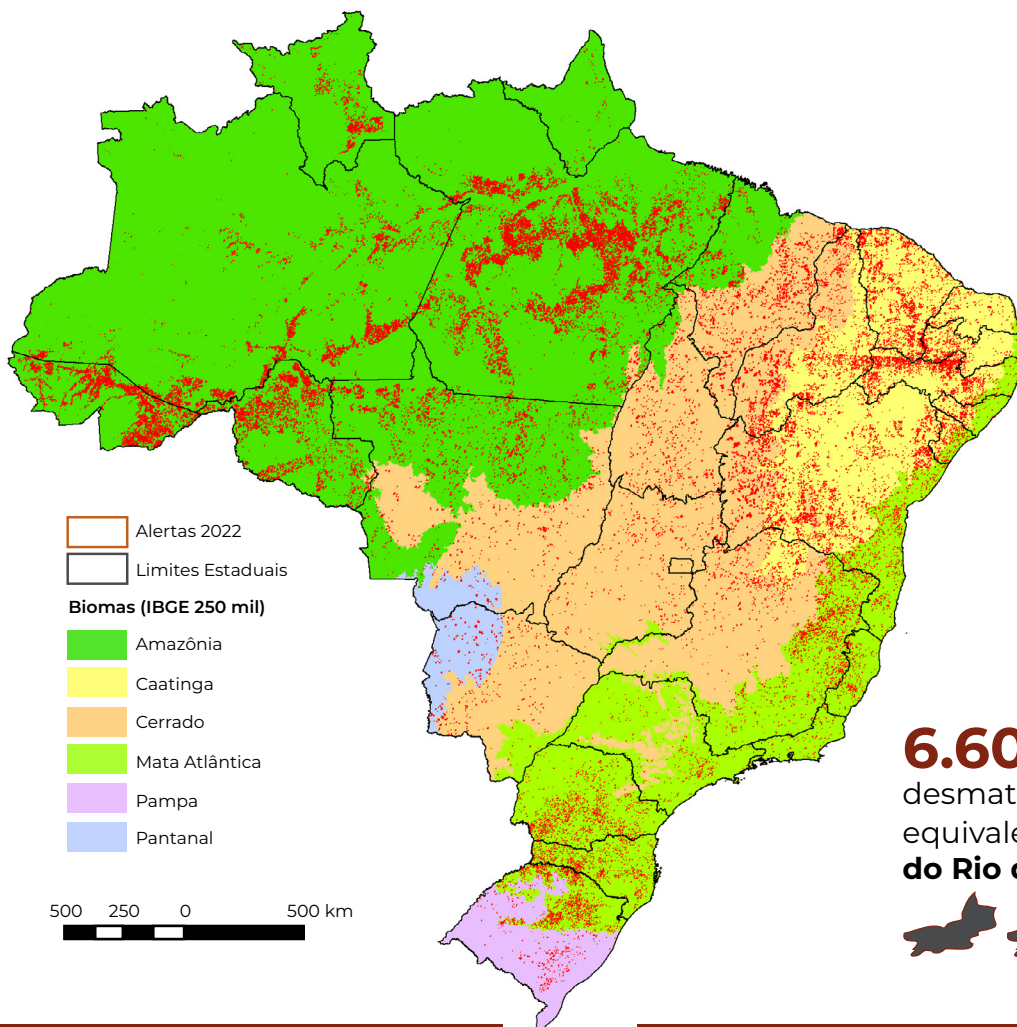 Alertas 2022
Limites Estaduais
Biomas (IBGE 250 mil)
Amazônia
Caatinga
Cerrado
Mata Atlântica
Pampa
Pantanal
500 250 0 500 km
6.60
desmat
equivale
do Rio